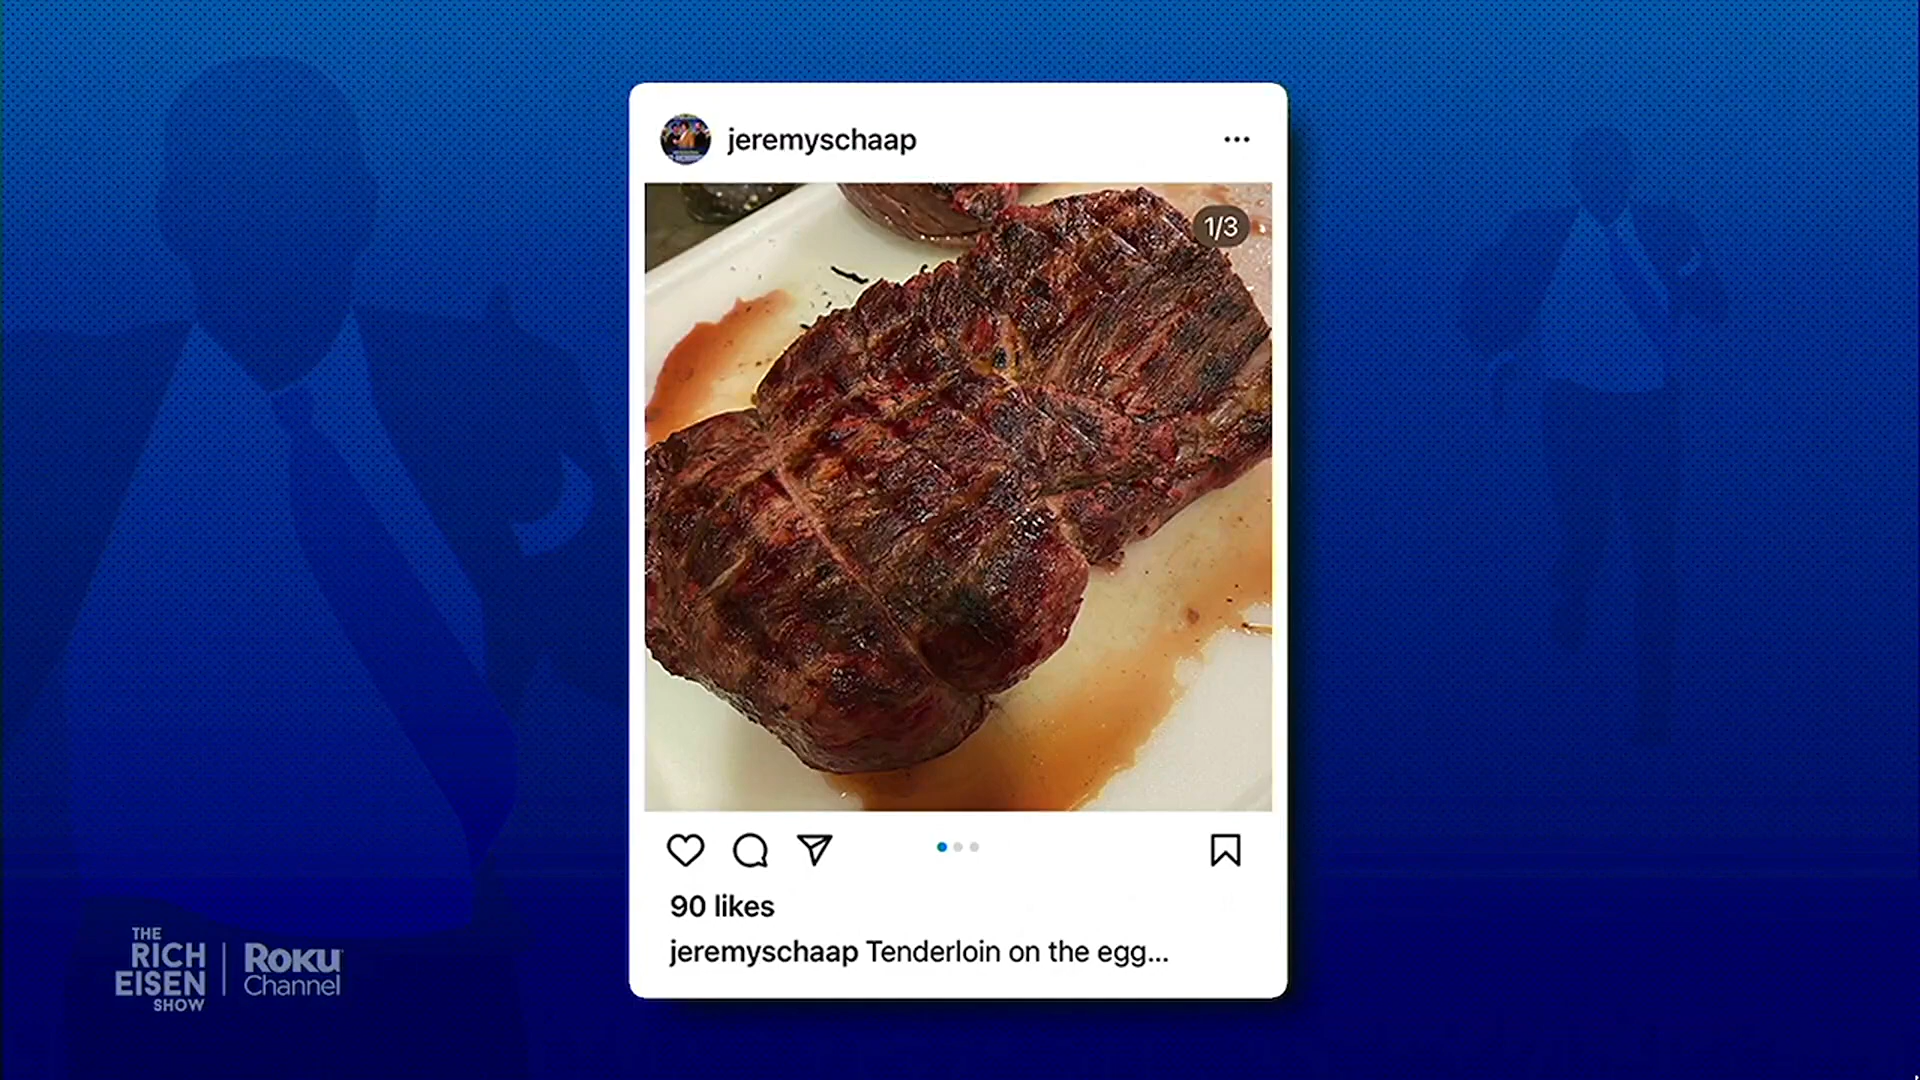 jeremyschaap
1/3
90 likes
jeremyschaap Tenderloin on the egg...
THE
RICH
EISEN
SHOW
Roku
Channel